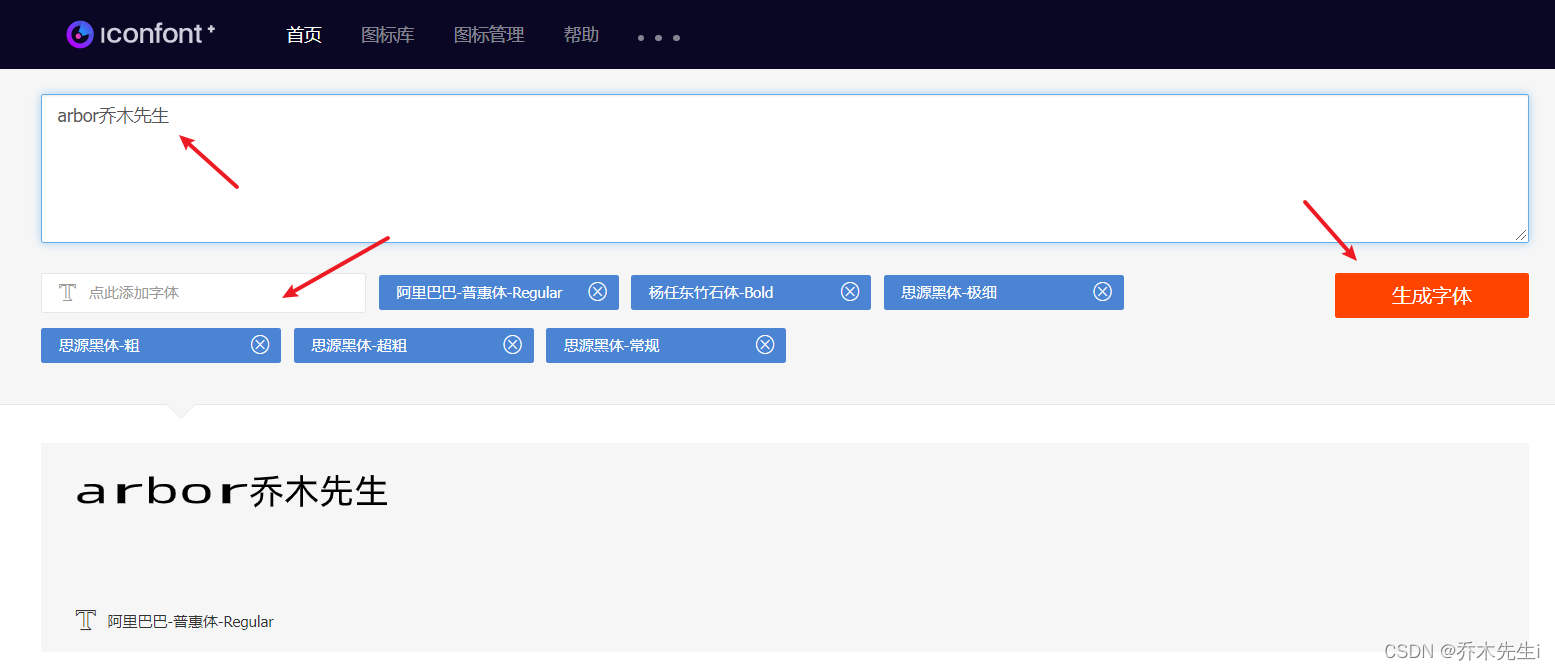 iconfont+ 首页 图标库 图标管理 帮助
arbor乔木先生
点此添加字体 阿里巴巴-普惠体-Regular 杨任东竹石体-Bold 思源黑体-极细 生成字体
思源黑体-粗 思源黑体-超粗 思源黑体-常规
arbor乔木先生
阿里巴巴-普惠体-Regular
CSDN @乔木先生i